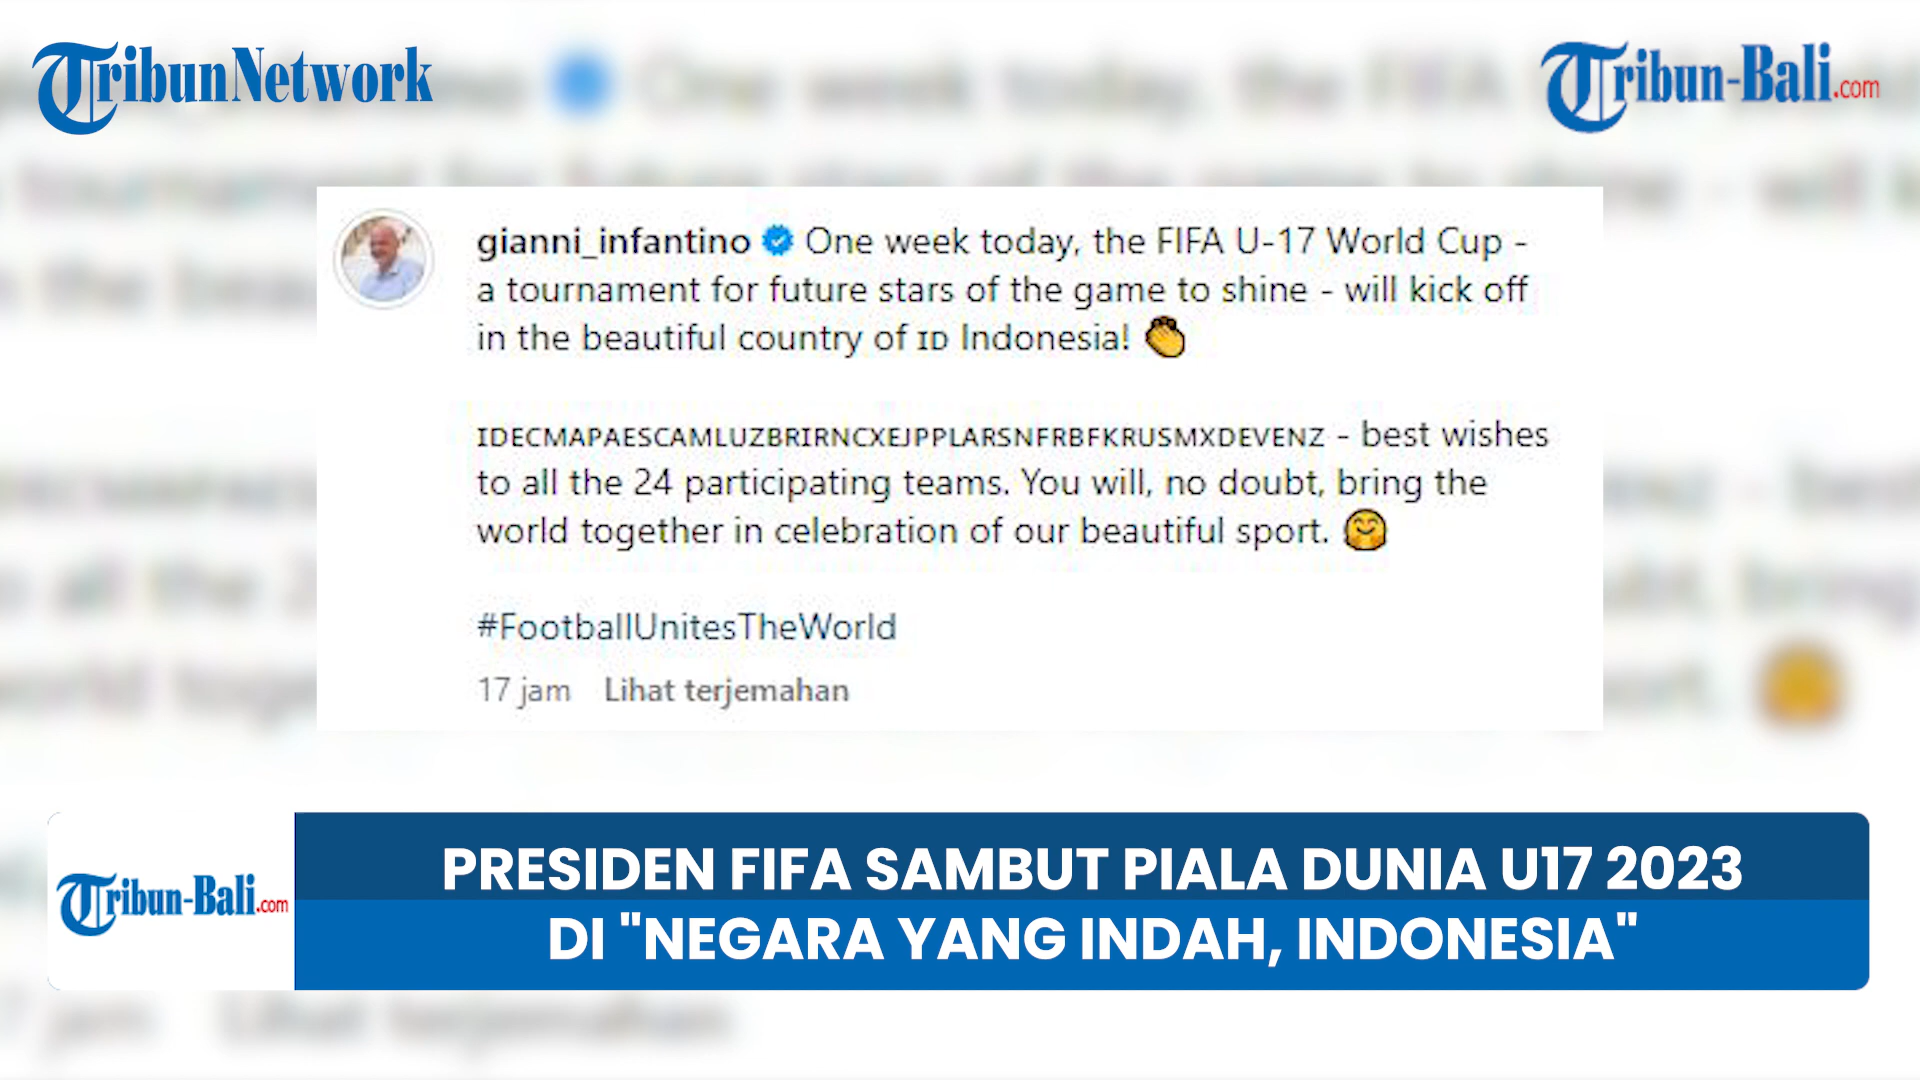 Tribun Network
Tribun-Bali.com
gianni_infantino One week today, the FIFA U-17 World Cup -
a tournament for future stars of the game to shine - will kick off
in the beautiful country of ID Indonesia! 👏
IDECMAPAESCAMLUZBRIRNCXEJPPLARSNFRBFKRUSMXDEVENZ - best wishes
to all the 24 participating teams. You will, no doubt, bring the
world together in celebration of our beautiful sport. 🤗
#FootballUnitesTheWorld
17 jam Lihat terjemahan
Tribun-Bali.com
PRESIDEN FIFA SAMBUT PIALA DUNIA U17 2023
DI "NEGARA YANG INDAH, INDONESIA"